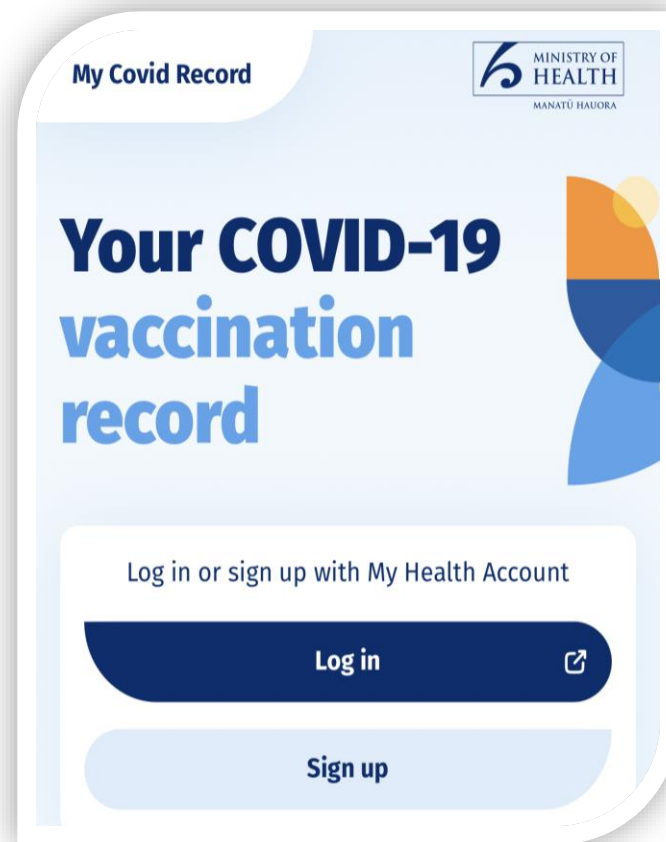 My Covid Record
MINISTRY OF
HEALTH
MANATŪ HAUORA
Your COVID-19
vaccination
record
Log in or sign up with My Health Account
Log in
Sign up